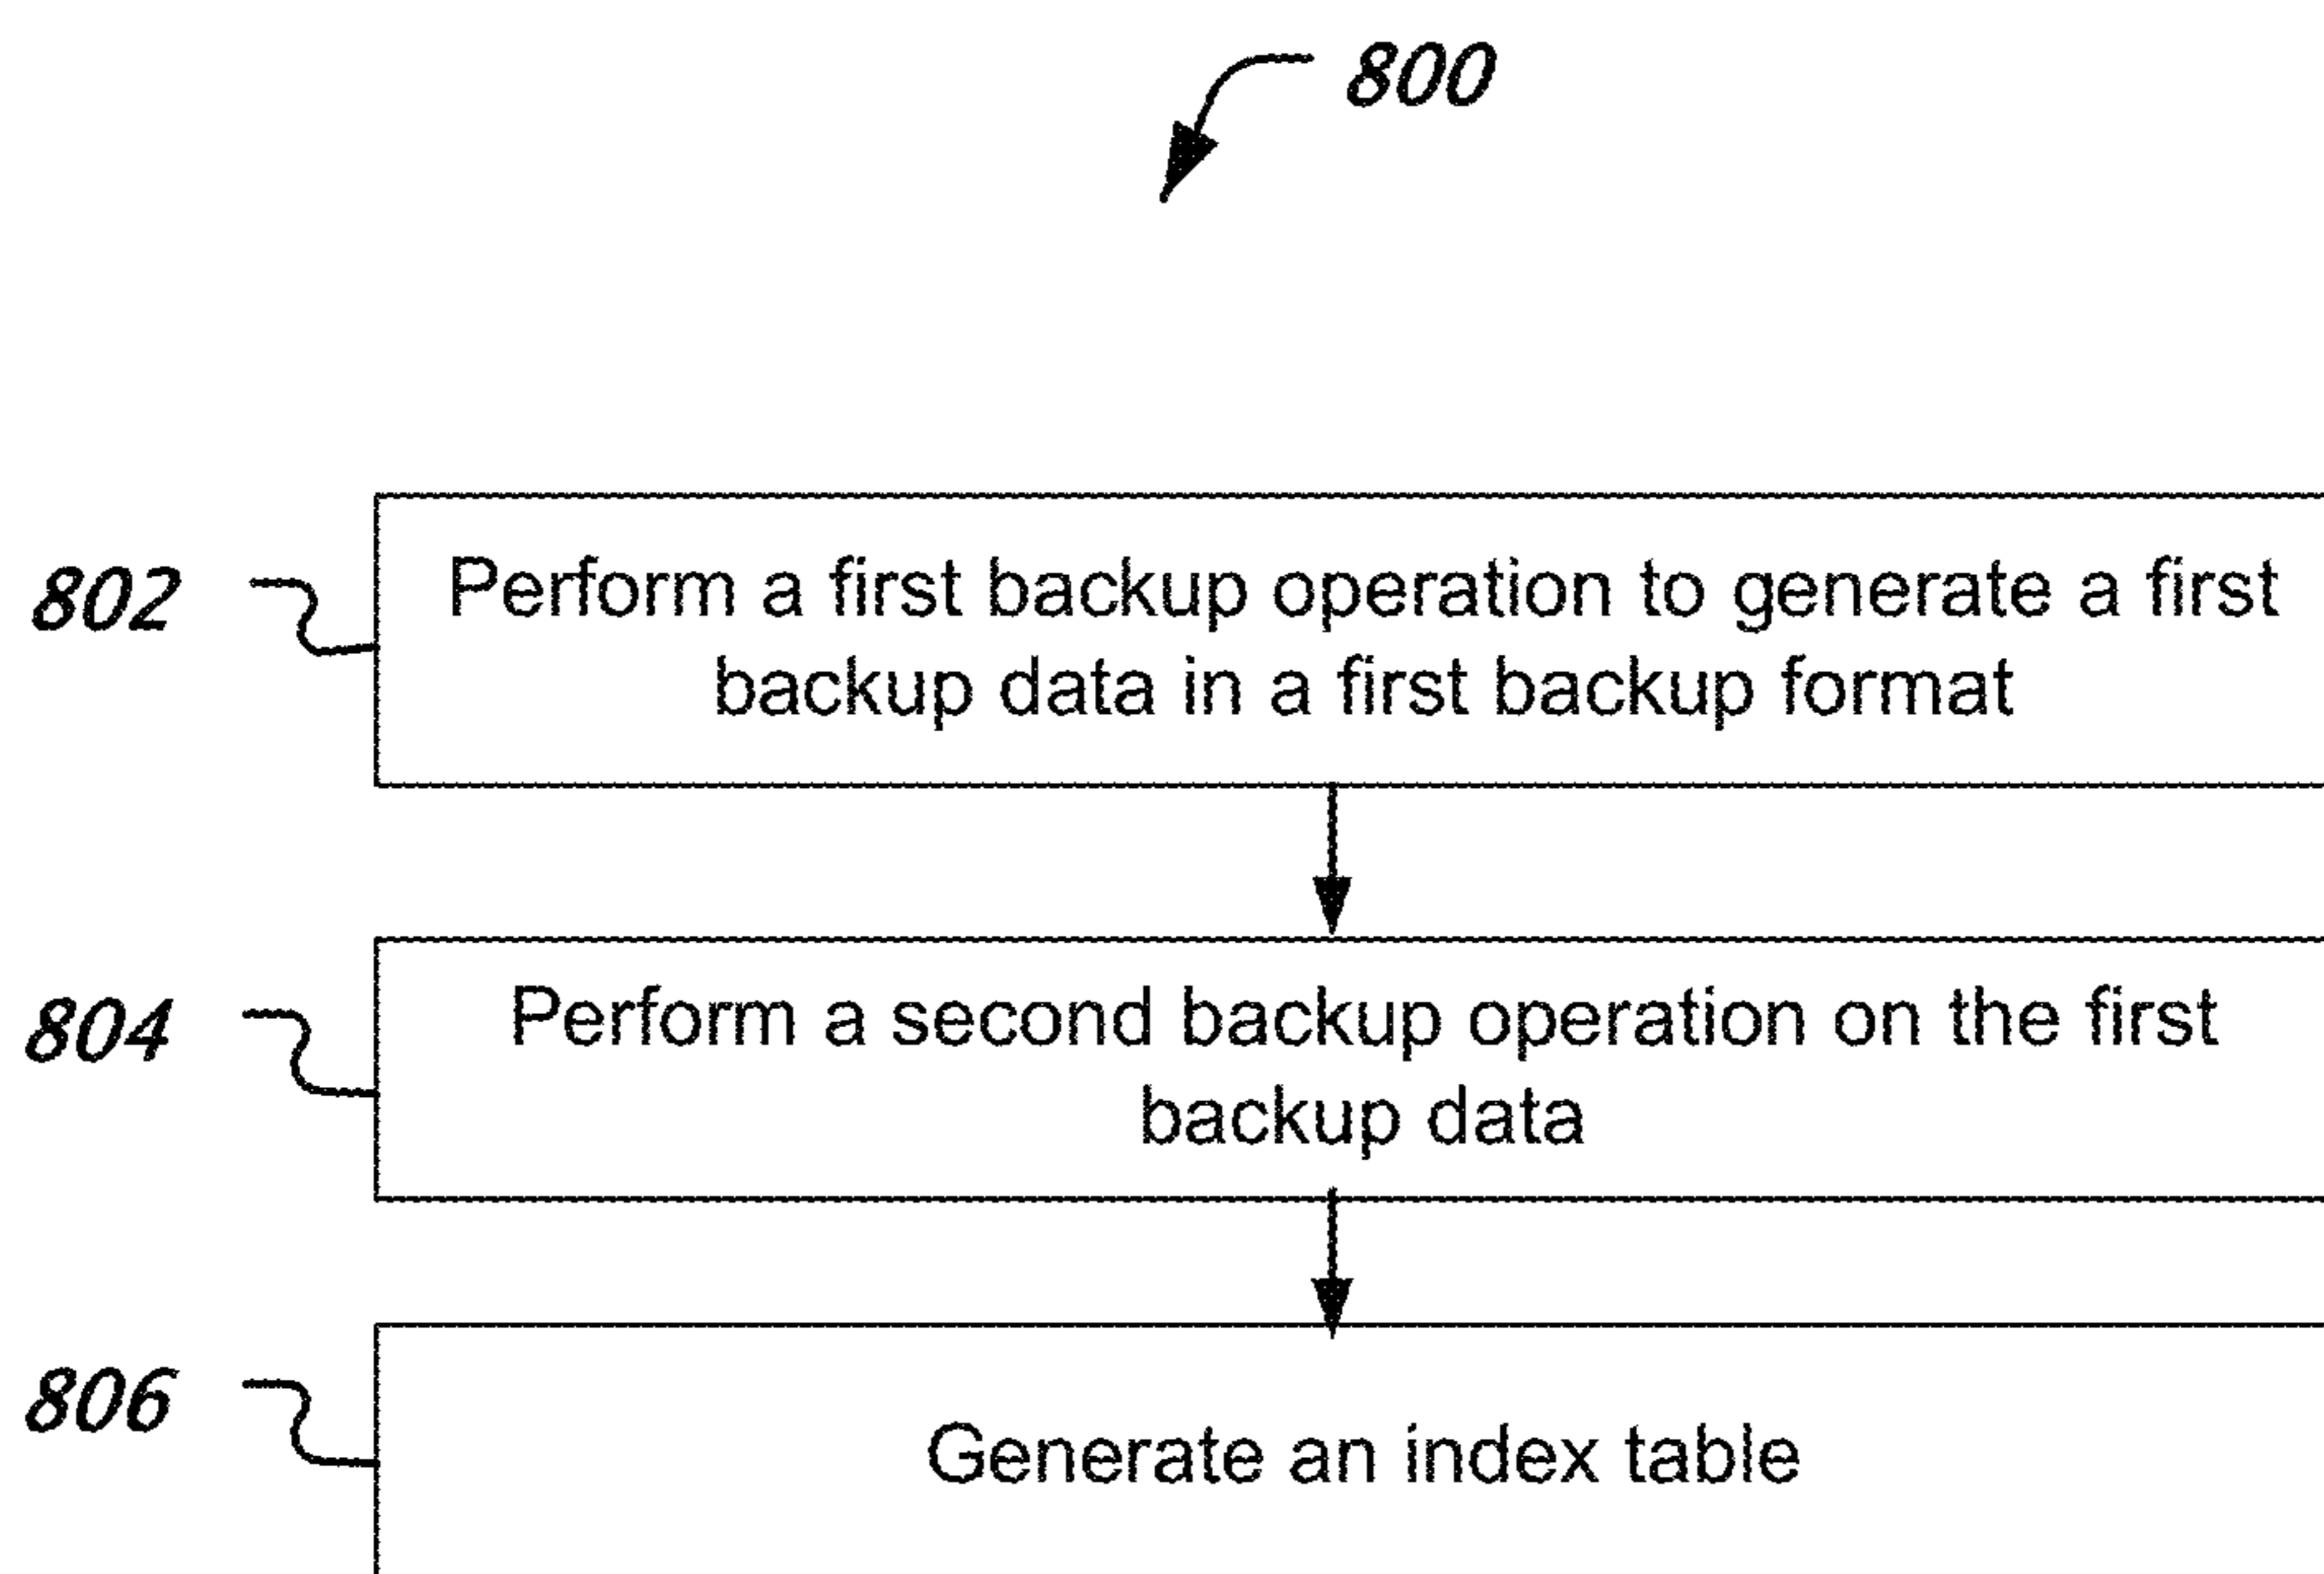 800
802
Perform a first backup operation to generate a first
backup data in a first backup format
804
Perform a second backup operation on the first
backup data
806
Generate an index table